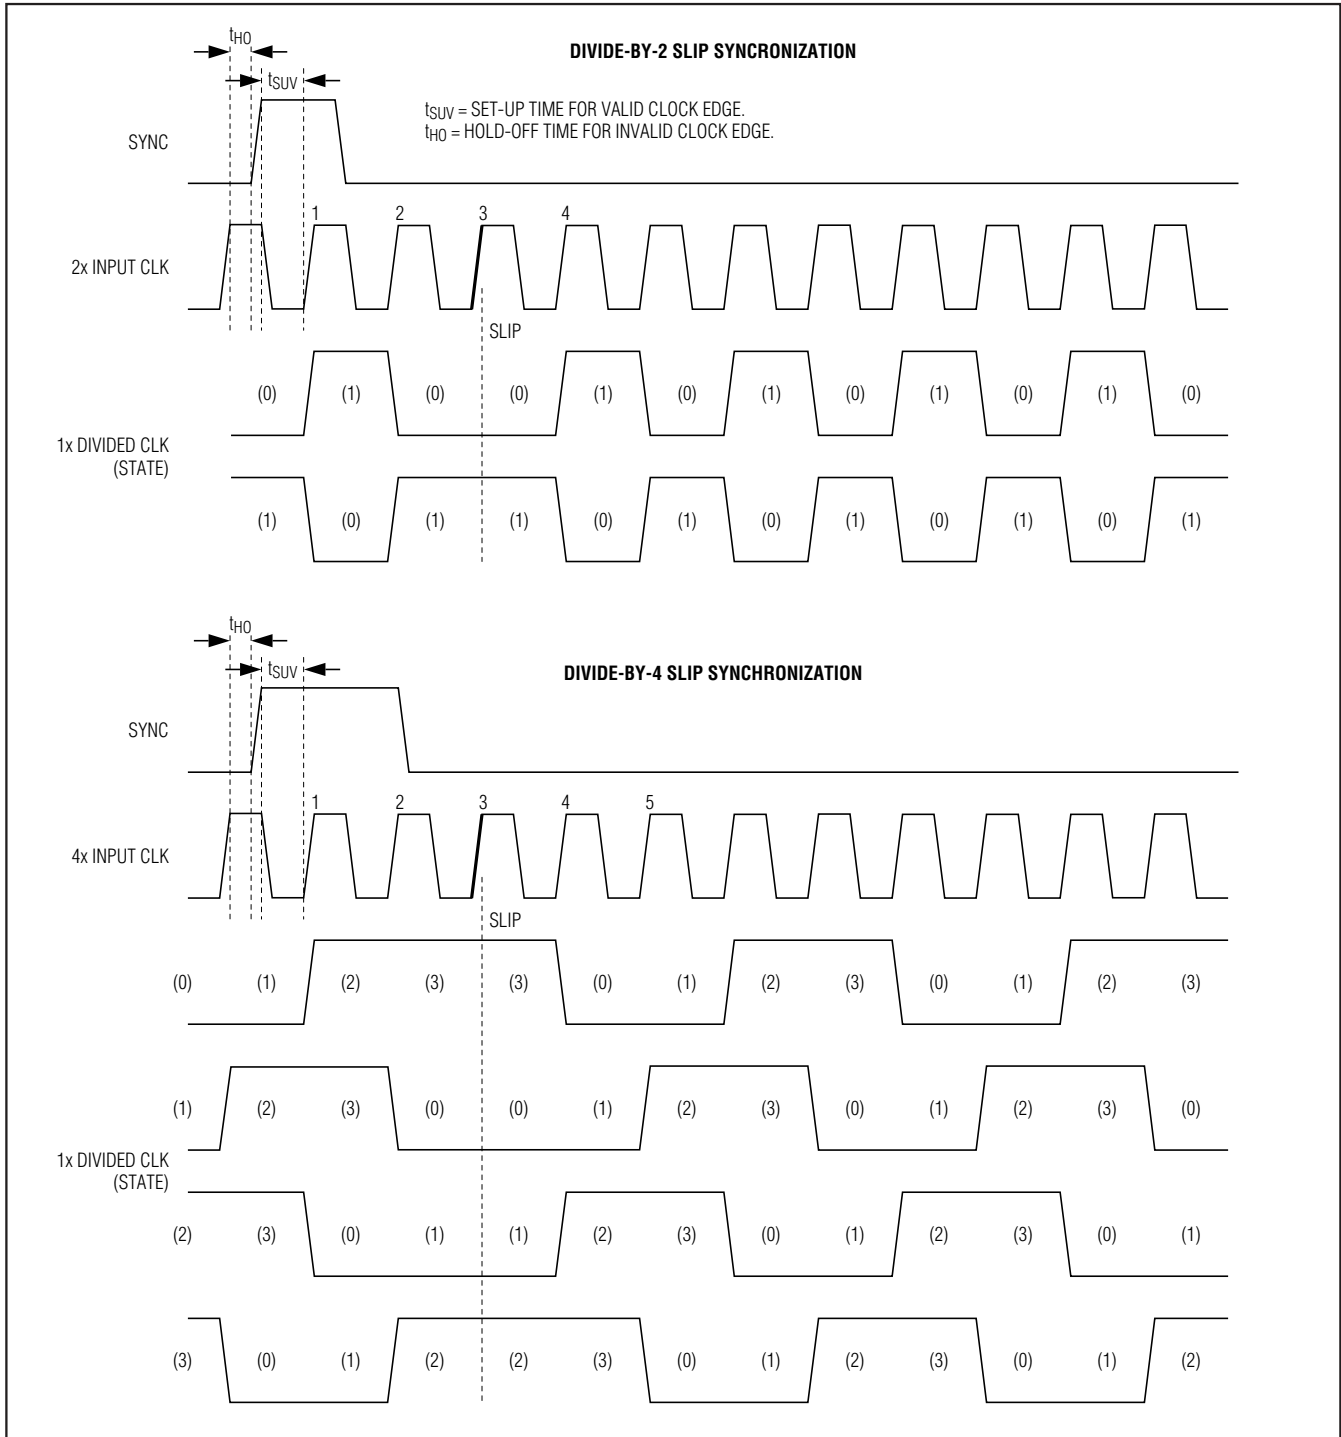 tHO
DIVIDE-BY-2 SLIP SYNCRONIZATION
tSUV
tSUV = SET-UP TIME FOR VALID CLOCK EDGE.
tHO = HOLD-OFF TIME FOR INVALID CLOCK EDGE.
SYNC
1 2 3 4
2x INPUT CLK
SLIP
(0) (1) (0) (0) (1) (0) (1) (0) (1) (0) (1) (0)
1x DIVIDED CLK
(STATE)
(1) (0) (1) (1) (0) (1) (0) (1) (0) (1) (0) (1)
tHO
tSUV
DIVIDE-BY-4 SLIP SYNCHRONIZATION
SYNC
1 2 3 4 5
4x INPUT CLK
SLIP
(0) (1) (2) (3) (3) (0) (1) (2) (3) (0) (1) (2) (3)
(1) (2) (3) (0) (0) (1) (2) (3) (0) (1) (2) (3) (0)
1x DIVIDED CLK
(STATE)
(2) (3) (0) (1) (1) (2) (3) (0) (1) (2) (3) (0) (1)
(3) (0) (1) (2) (2) (3) (0) (1) (2) (3) (0) (1) (2)